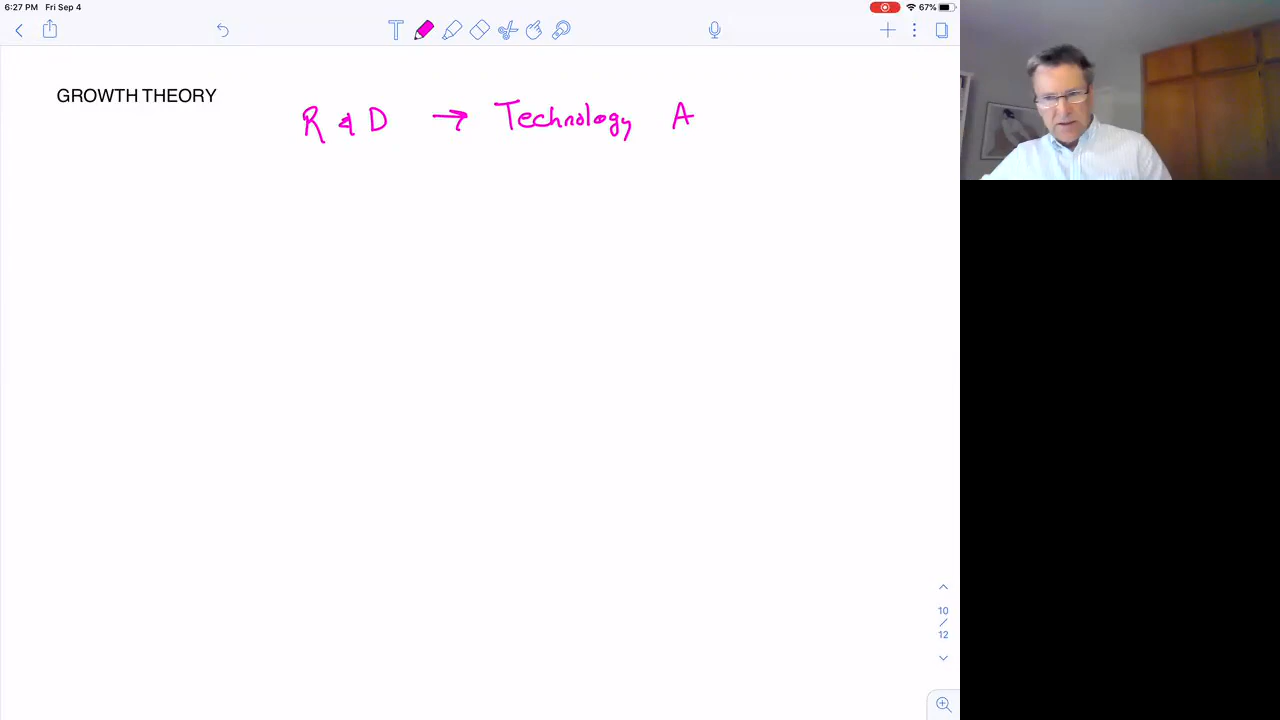 6:27 PM Fri Sep 4
67%
T
GROWTH THEORY
R & D → Technology A
10
/
12